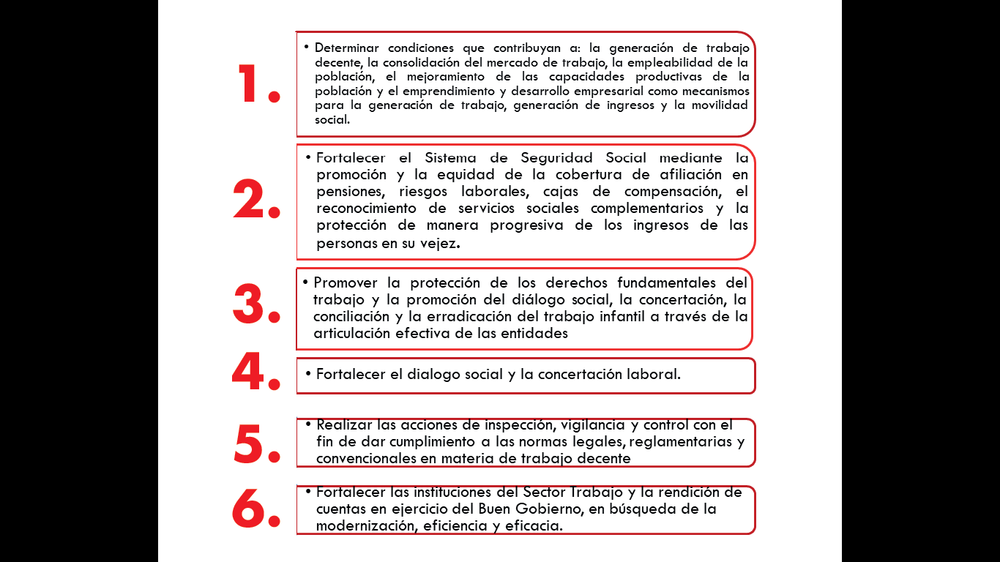 1.
• Determinar condiciones que contribuyan a: la generación de trabajo
decente, la consolidación del mercado de trabajo, la empleabilidad de la
población, el mejoramiento de las capacidades productivas de la
población y el emprendimiento y desarrollo empresarial como mecanismos
para la generación de trabajo, generación de ingresos y la movilidad
social.
2.
• Fortalecer el Sistema de Seguridad Social mediante la
promoción y la equidad de la cobertura de afiliación en
pensiones, riesgos laborales, cajas de compensación, el
reconocimiento de servicios sociales complementarios y la
protección de manera progresiva de los ingresos de las
personas en su vejez.
3.
• Promover la protección de los derechos fundamentales del
trabajo y la promoción del diálogo social, la concertación, la
conciliación y la erradicación del trabajo infantil a través de la
articulación efectiva de las entidades
4.
• Fortalecer el dialogo social y la concertación laboral.
5.
• Realizar las acciones de inspección, vigilancia y control con el
fin de dar cumplimiento a las normas legales, reglamentarias y
convencionales en materia de trabajo decente
6.
• Fortalecer las instituciones del Sector Trabajo y la rendición de
cuentas en ejercicio del Buen Gobierno, en búsqueda de la
modernización, eficiencia y eficacia.